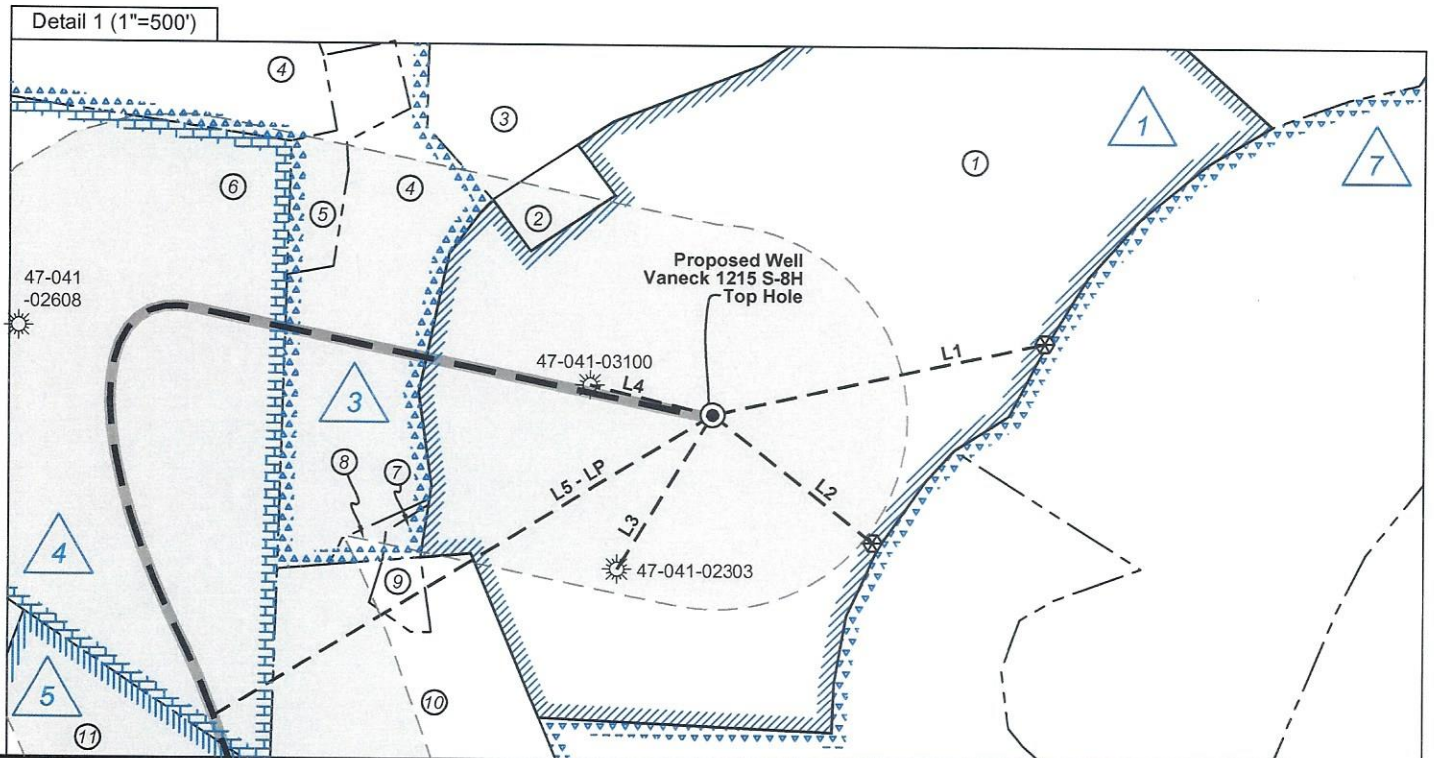 Detail 1 (1"=500')
4
3
1
1
7
6
4
5
2
47-041
-02608
Proposed Well
Vaneck 1215 S-8H
Top Hole
47-041-03100
L4
L1
3
8
7
L5 - LP
L3
L2
47-041-02303
4
9
5
10
11